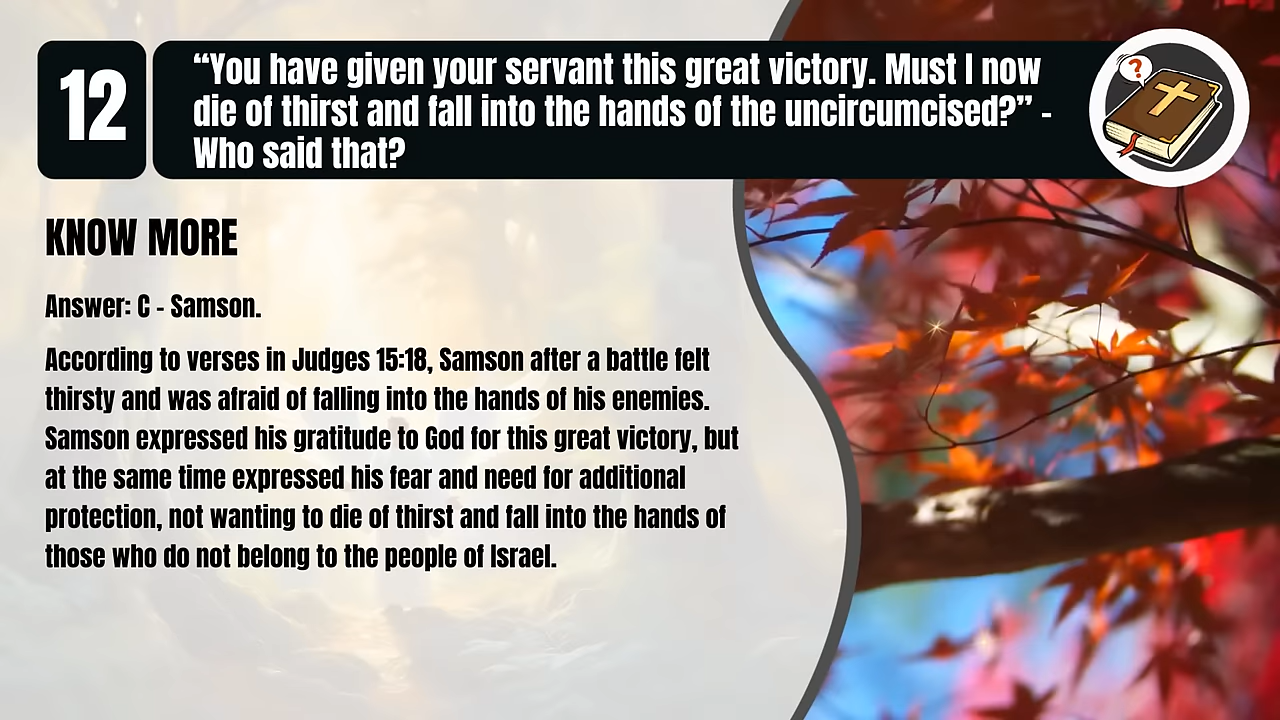 12
“You have given your servant this great victory. Must I now
die of thirst and fall into the hands of the uncircumcised?” -
Who said that?
?
KNOW MORE
Answer: C - Samson.
According to verses in Judges 15:18, Samson after a battle felt
thirsty and was afraid of falling into the hands of his enemies.
Samson expressed his gratitude to God for this great victory, but
at the same time expressed his fear and need for additional
protection, not wanting to die of thirst and fall into the hands of
those who do not belong to the people of Israel.